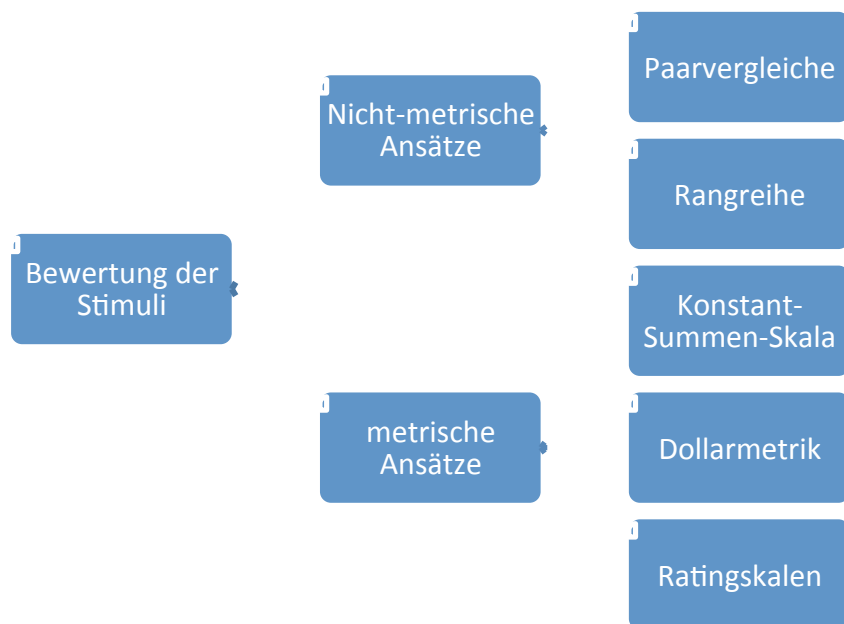 Bewertung der
Stimuli
Nicht-metrische
Ansätze
Paarvergleiche
Rangreihe
metrische
Ansätze
Konstant-
Summen-Skala
Dollarmetrik
Ratingskalen